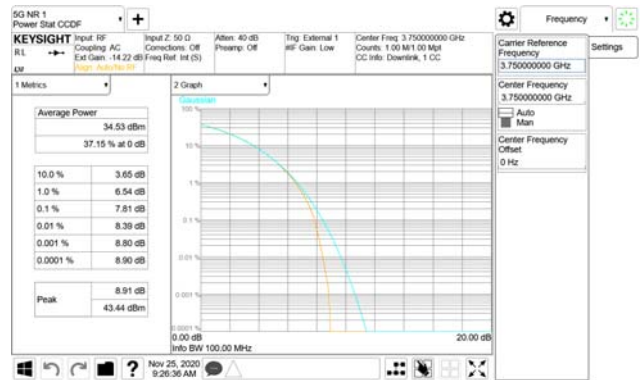 5G NR 1
Power Stat CCDF
Frequency
KEYSIGHT
RL
Input: RF
Coupling: AC
Ext Gain: -14.22 dB
Align: Auto/No RF
Input Z: 50 Ω
Corrections: Off
Freq Ref: Int (S)
Atten: 40 dB
Preamp: Off
Trig: External 1
#IF Gain: Low
Center Freq: 3.750000000 GHz
Counts: 1.00 M/1.00 Mpt
CC Info: Downlink, 1 CC
Carrier Reference
Frequency
3.750000000 GHz
Settings
Center Frequency
3.750000000 GHz
Auto
Man
Center Frequency
Offset
0 Hz
1 Metrics
Average Power
34.53 dBm
37.15 % at 0 dB
10.0 % 3.65 dB
1.0 % 6.54 dB
0.1 % 7.81 dB
0.01 % 8.39 dB
0.001 % 8.80 dB
0.0001 % 8.90 dB
Peak
8.91 dB
43.44 dBm
2 Graph
Gaussian
100 %
10 %
1 %
0.1 %
0.01 %
0.001 %
0.0001 %
0.00 dB
20.00 dB
Info BW 100.00 MHz
?
Nov 25, 2020
9:26:36 AM